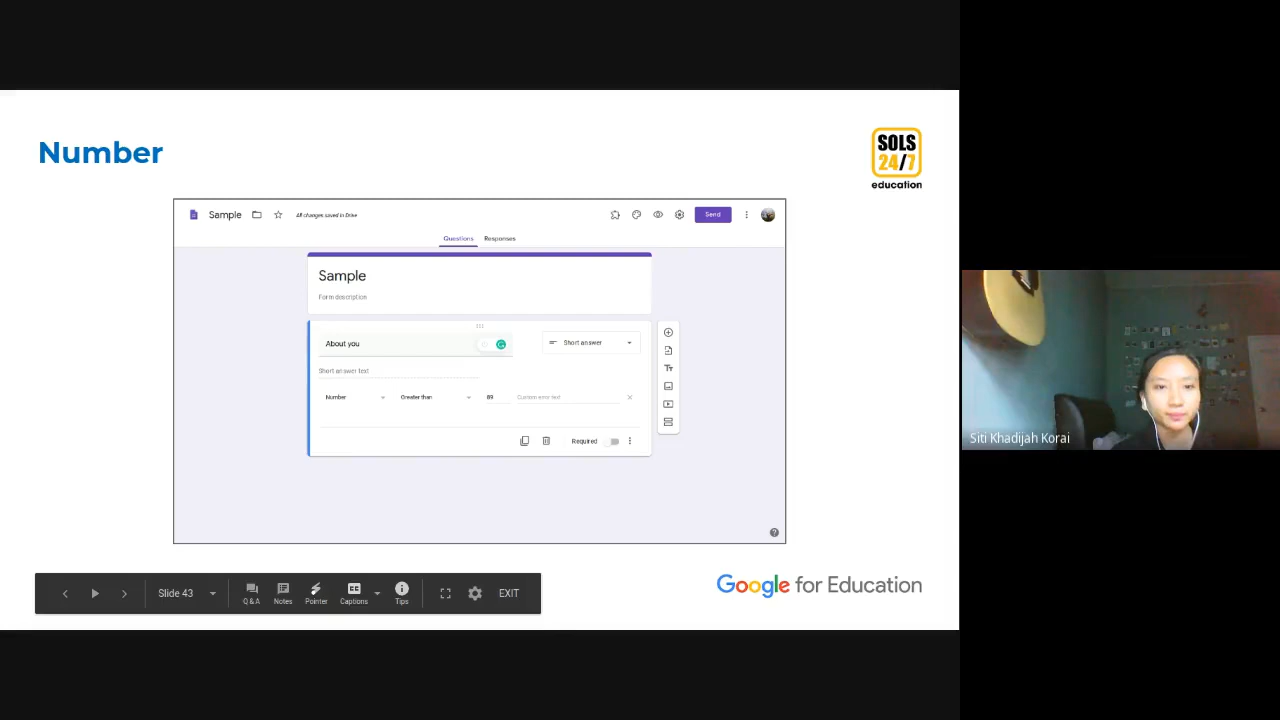 Number
SOLS
24/7
education
Sample
All changes saved in Drive
Send
Questions
Responses
Sample
Form description
About you
Short answer
Short answer text
Number
Greater than
89
Custom error text
Required
Siti Khadijah Korai
Slide 43
Q&A
Notes
Pointer
CC
Captions
Tips
EXIT
Google for Education